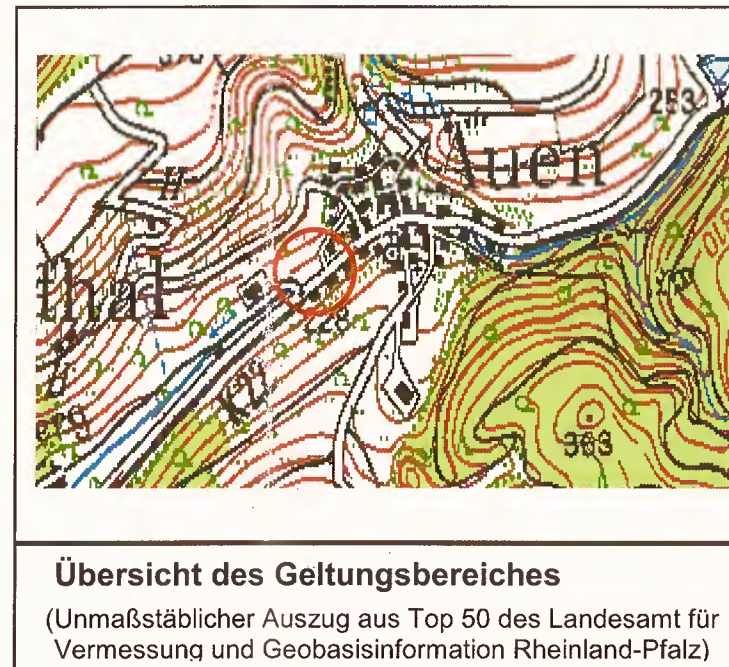 253
Auen
H
thal
228
363
Übersicht des Geltungsbereiches
(Unmaßstäblicher Auszug aus Top 50 des Landesamt für
Vermessung und Geobasisinformation Rheinland-Pfalz)